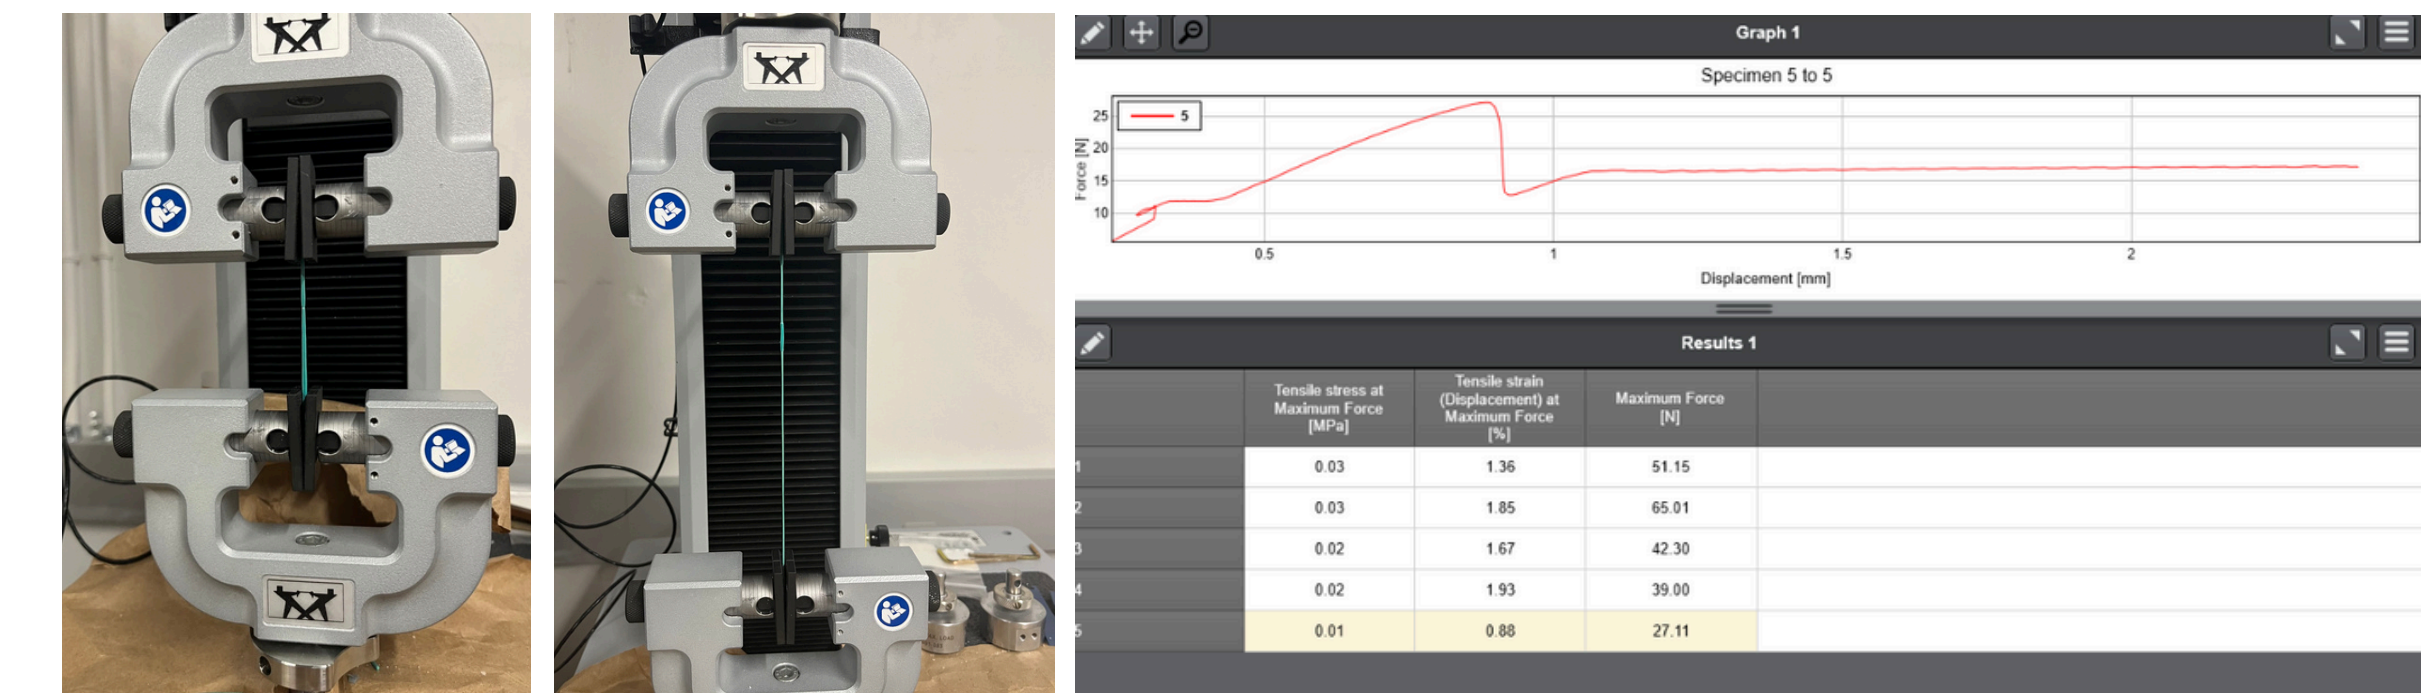 Graph 1
Specimen 5 to 5
5
Force [N]
25
20
15
10
0.5
1
1.5
2
Displacement [mm]
Results 1
Tensile stress at
Maximum Force
[MPa]
Tensile strain
(Displacement) at
Maximum Force
[%]
Maximum Force
[N]
1
0.03
1.36
51.15
2
0.03
1.85
65.01
3
0.02
1.67
42.30
4
0.02
1.93
39.00
5
0.01
0.88
27.11